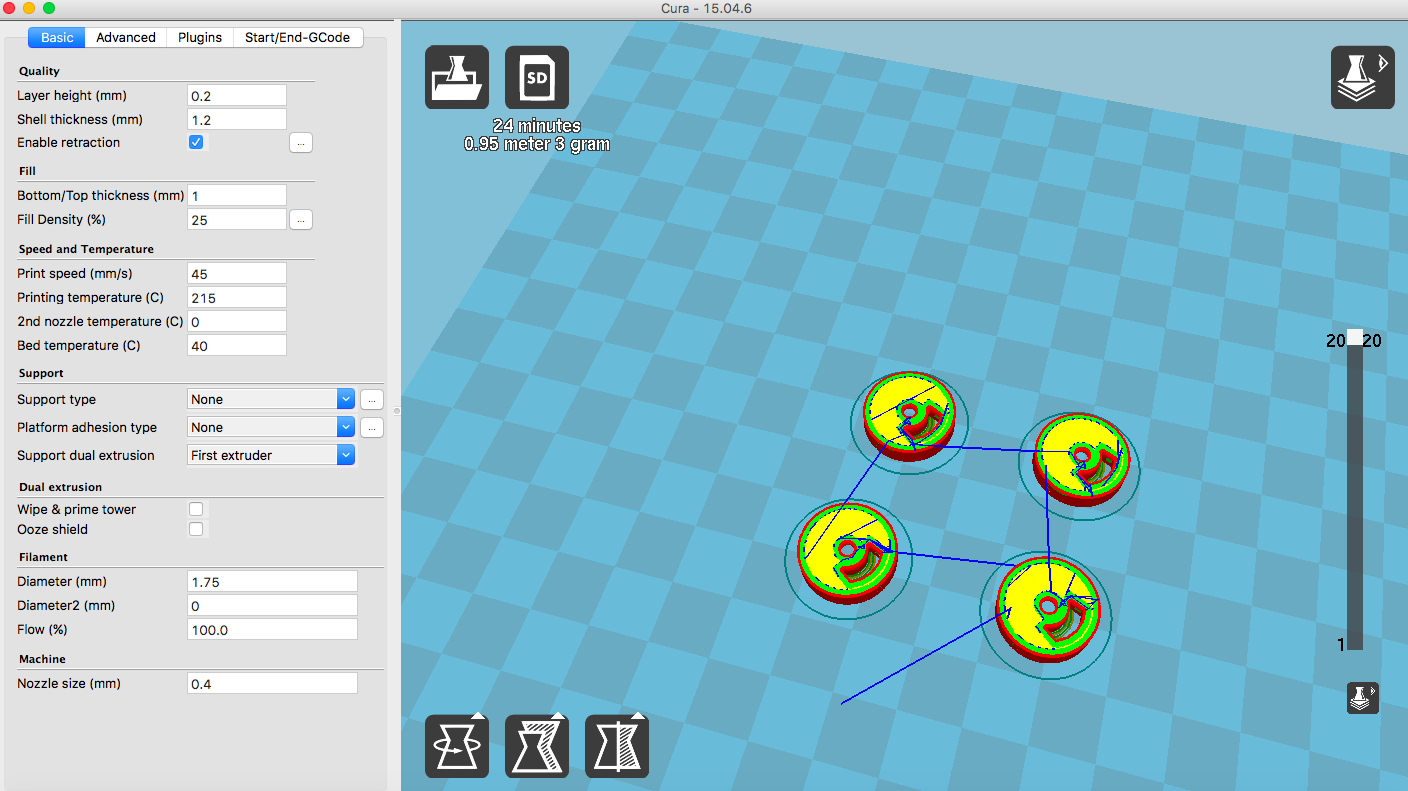 Cura - 15.04.6
Basic Advanced Plugins Start/End-GCode
Quality
Layer height (mm) 0.2
Shell thickness (mm) 1.2
Enable retraction ...
Fill
Bottom/Top thickness (mm) 1
Fill Density (%) 25 ...
Speed and Temperature
Print speed (mm/s) 45
Printing temperature (C) 215
2nd nozzle temperature (C) 0
Bed temperature (C) 40
Support
Support type None ...
Platform adhesion type None ...
Support dual extrusion First extruder
Dual extrusion
Wipe & prime tower
Ooze shield
Filament
Diameter (mm) 1.75
Diameter2 (mm) 0
Flow (%) 100.0
Machine
Nozzle size (mm) 0.4
SD
24 minutes
0.95 meter 3 gram
20 20
1